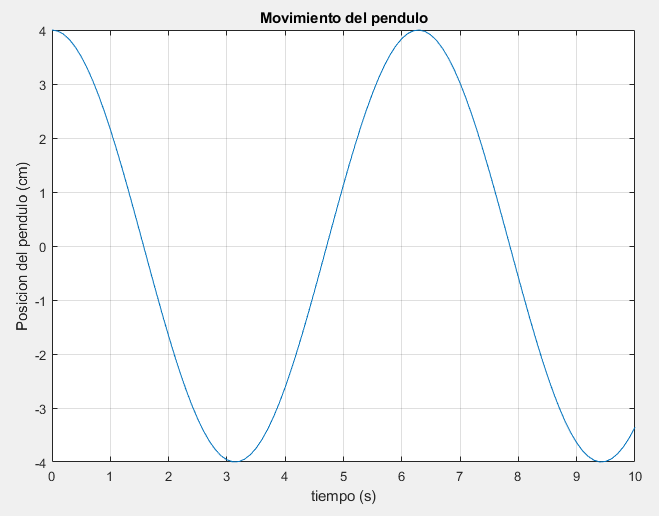 Movimiento del pendulo
4
3
2
1
0
-1
-2
-3
-4
Posicion del pendulo (cm)
0 1 2 3 4 5 6 7 8 9 10
tiempo (s)